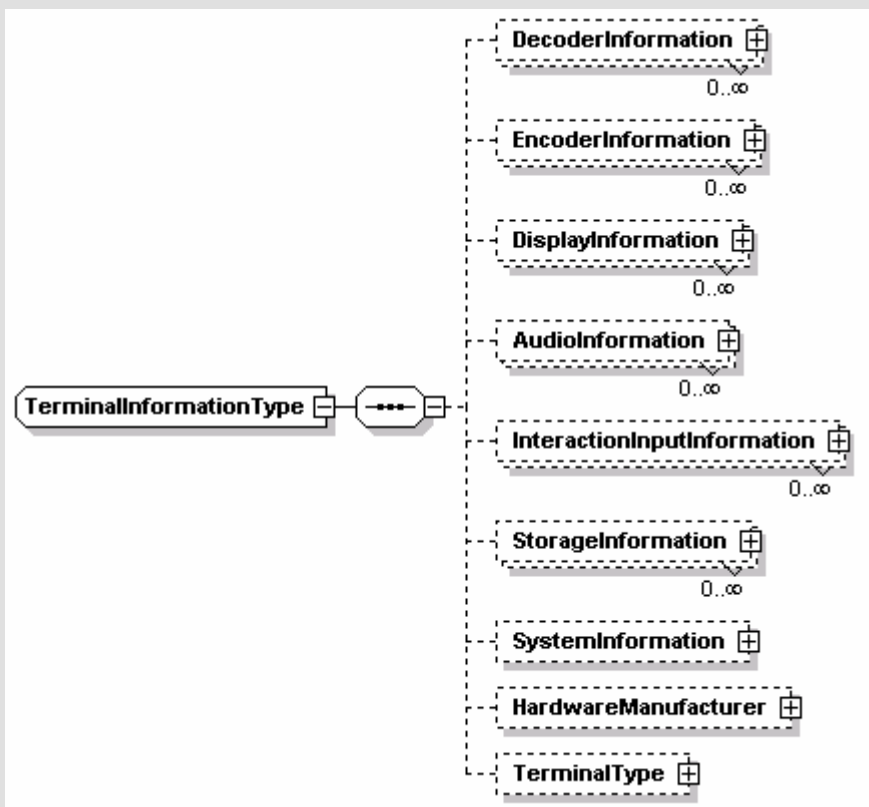 DecoderInformation
0..∞
EncoderInformation
0..∞
DisplayInformation
0..∞
AudioInformation
0..∞
TerminalInformationType
InteractionInputInformation
0..∞
StorageInformation
0..∞
SystemInformation
HardwareManufacturer
TerminalType